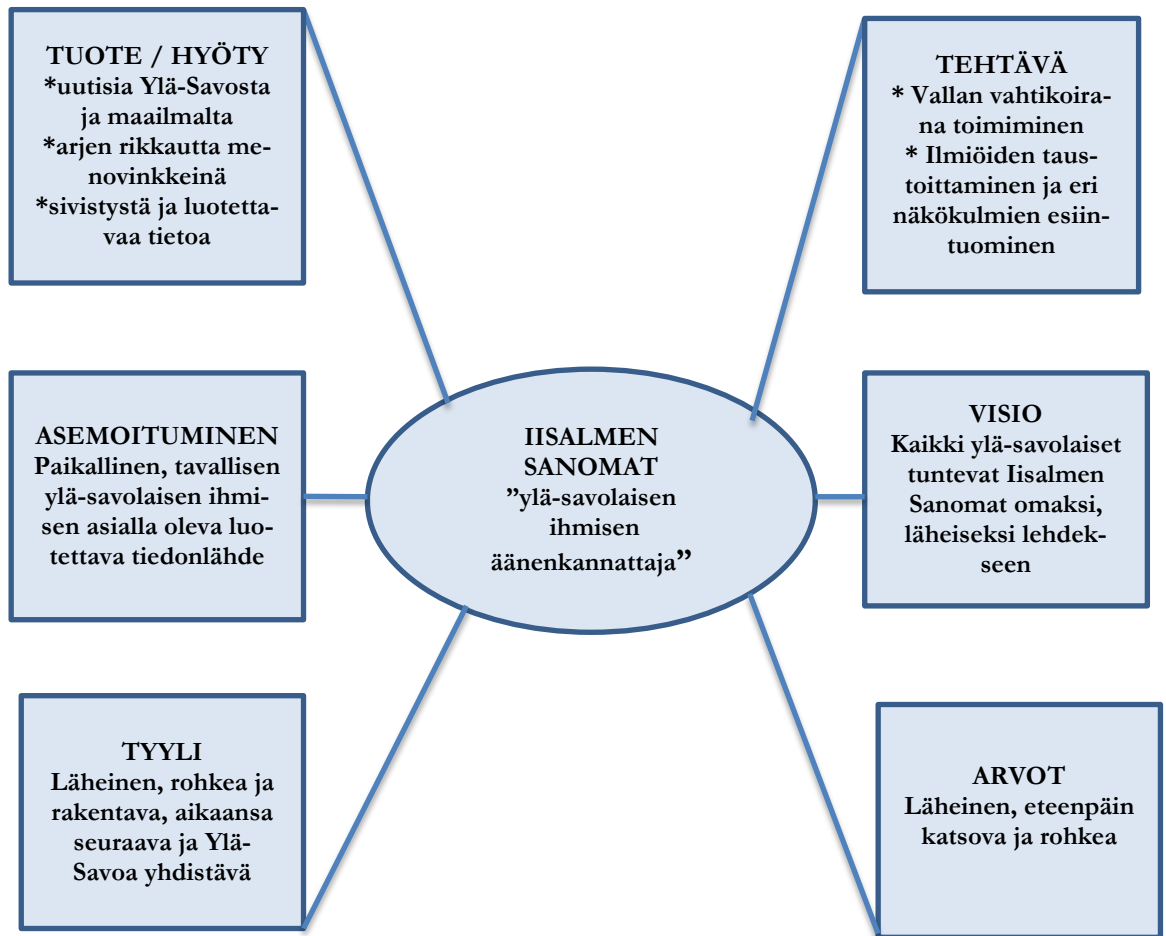 TUOTE / HYÖTY
*uutisia Ylä-Savosta
ja maailmalta
*arjen rikkautta me-
novinkkeinä
*sivistystä ja luotetta-
vaa tietoa
TEHTÄVÄ
* Vallan vahtikoira-
na toimiminen
* Ilmiöiden taus-
toittaminen ja eri
näkökulmien esiin-
tuominen
ASEMOITUMINEN
Paikallinen, tavallisen
ylä-savolaisen ihmi-
sen asialla oleva luo-
tettava tiedonlähde
IISALMEN
SANOMAT
”ylä-savolaisen
ihmisen
äänenkannattaja”
VISIO
Kaikki ylä-savolaiset
tuntevat Iisalmen
Sanomat omaksi,
läheiseksi lehdek-
seen
TYYLI
Läheinen, rohkea ja
rakentava, aikaansa
seuraava ja Ylä-
Savoa yhdistävä
ARVOT
Läheinen, eteenpäin
katsova ja rohkea